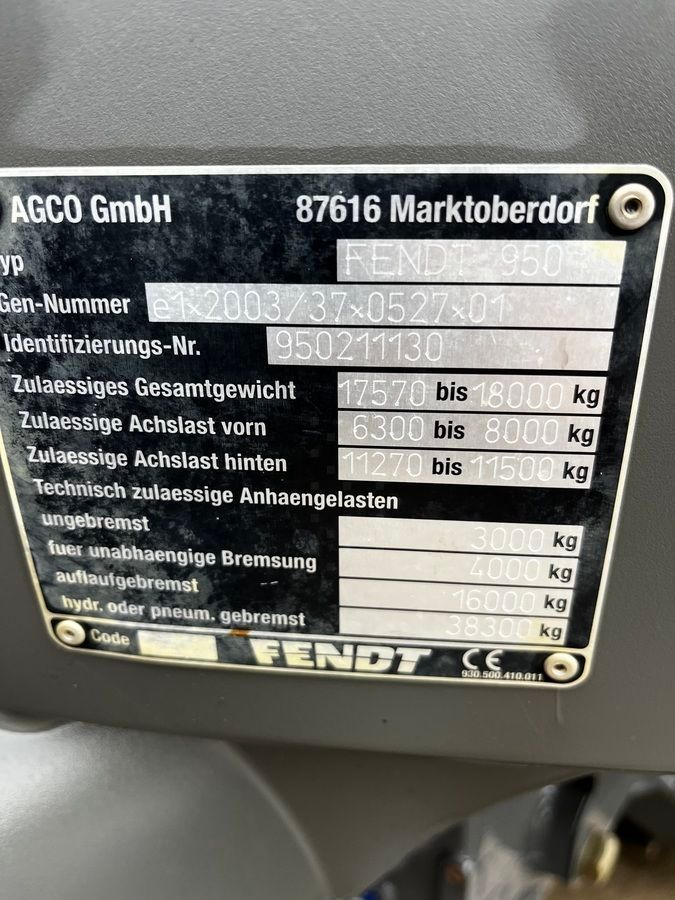 AGCO GmbH 87616 Marktoberdorf
yp FENDT 950
Gen-Nummer e1*2003/37*0527*01
Identifizierungs-Nr. 950211130
Zulaessiges Gesamtgewicht 17570 bis 18000 kg
Zulaessige Achslast vorn 6300 bis 8000 kg
Zulaessige Achslast hinten 11270 bis 11500 kg
Technisch zulaessige Anhaengelasten
ungebremst 3000 kg
fuer unabhaengige Bremsung 4000 kg
auflaufgebremst 16000 kg
hydr. oder pneum. gebremst 38300 kg
Code FENDT CE
930.500.410.011